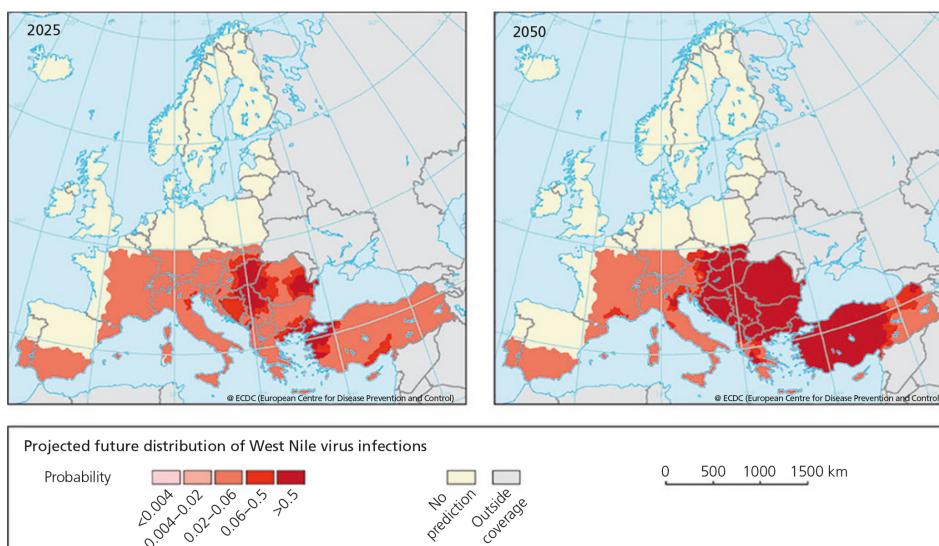 2025
2050
@ ECDC (European Centre for Disease Prevention and Control)
@ ECDC (European Centre for Disease Prevention and Control)
Projected future distribution of West Nile virus infections
Probability
<0.004
0.004–0.02
0.02–0.06
0.06–0.5
>0.5
No
prediction
Outside
coverage
0 500 1000 1500 km